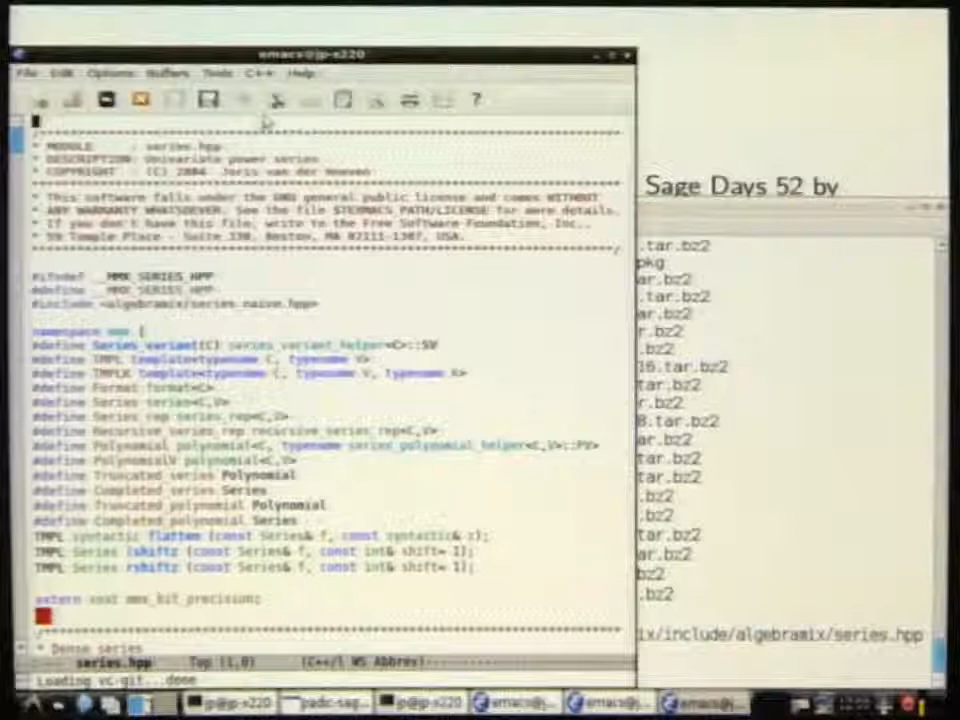 emacs@jp-x220
File Edit Options Buffers Tools C++ Help
* MODULE : series.hpp
* DESCRIPTION: Univariate power series
* COPYRIGHT : (C) 2004 Joris van der Hoeven
* This software falls under the GNU general public license and comes WITHOUT
* ANY WARRANTY WHATSOEVER. See the file $TEXMACS_PATH/LICENSE for more details.
* If you don't have this file, write to the Free Software Foundation, Inc.,
* 59 Temple Place - Suite 330, Boston, MA 02111-1307, USA.
#ifndef __MMX_SERIES_HPP
#define __MMX_SERIES_HPP
#include <algebramix/series_naive.hpp>
namespace mmx {
#define Series_variant(C) series_variant_helper<C>::SV
#define TMPL template<typename C, typename V>
#define TMPLK template<typename C, typename V, typename K>
#define Format format<C>
#define Series series<C,V>
#define Series_rep series_rep<C,V>
#define Recursive_series_rep recursive_series_rep<C,V>
#define Polynomial polynomial<C, typename series_polynomial_helper<C,V>::PV>
#define PolynomialV polynomial<C,V>
#define Truncated_series Polynomial
#define Completed_series Series
#define Truncated_polynomial Polynomial
#define Completed_polynomial Series
TMPL syntactic flatten (const Series& f, const syntactic& z);
TMPL Series lshiftz (const Series& f, const int& shift= 1);
TMPL Series rshiftz (const Series& f, const int& shift= 1);
extern nat mmx_bit_precision;
* Dense series
series.hpp Top (1,0) (C++/l WS Abbrev)
Loading vc-git...done
Sage Days 52 by
.tar.bz2
pkg
ar.bz2
.tar.bz2
ar.bz2
r.bz2
.bz2
16.tar.bz2
tar.bz2
r.bz2
8.tar.bz2
ar.bz2
tar.bz2
tar.bz2
.bz2
.bz2
tar.bz2
ar.bz2
bz2
.bz2
ix/include/algebramix/series.hpp
jp@jp-x220 padic-sag... jp@jp-x220 emacs@j... emacs@j... emacs@j...